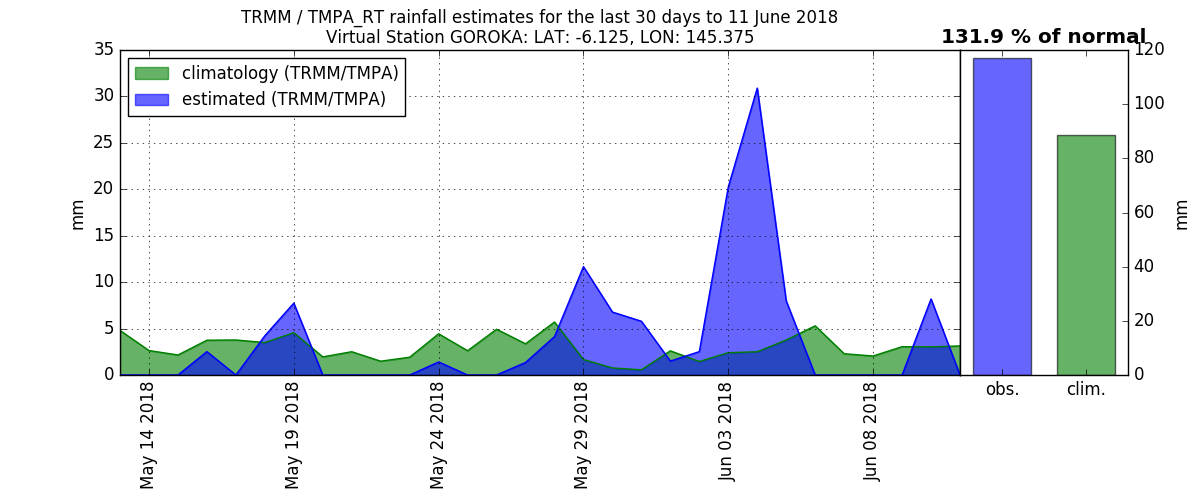 TRMM / TMPA_RT rainfall estimates for the last 30 days to 11 June 2018
Virtual Station GOROKA: LAT: -6.125, LON: 145.375
131.9 % of normal
climatology (TRMM/TMPA)
estimated (TRMM/TMPA)
35
30
25
20
15
10
5
0
mm
May 14 2018
May 19 2018
May 24 2018
May 29 2018
Jun 03 2018
Jun 08 2018
120
100
80
60
40
20
0
mm
obs.
clim.